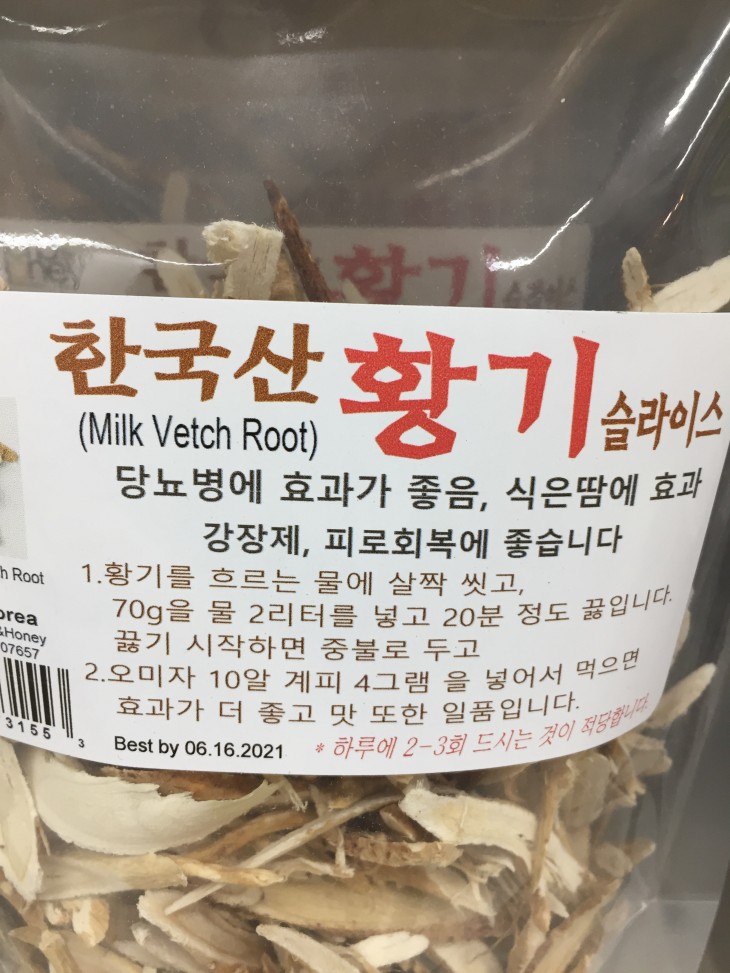 한국산 황기 슬라이스
(Milk Vetch Root)
당뇨병에 효과가 좋음, 식은땀에 효과
강장제, 피로회복에 좋습니다
1.황기를 흐르는 물에 살짝 씻고,
70g을 물 2리터를 넣고 20분 정도 끓입니다.
끓기 시작하면 중불로 두고
2.오미자 10알 계피 4그램 을 넣어서 먹으면
효과가 더 좋고 맛 또한 일품입니다.
Best by 06.16.2021
* 하루에 2-3회 드시는 것이 적당합니다.
Root
&Honey
07657
3155 3